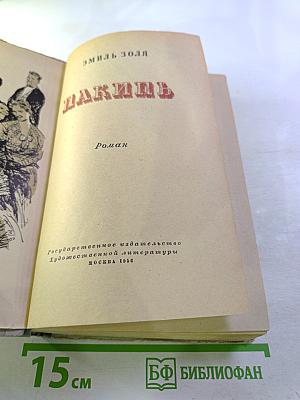 ЭМИЛЬ ЗОЛЯ
НАКИПЬ
Роман
Государственное издательство
Художественной литературы
МОСКВА 1956
15 см
БФ БИБЛИОФАН